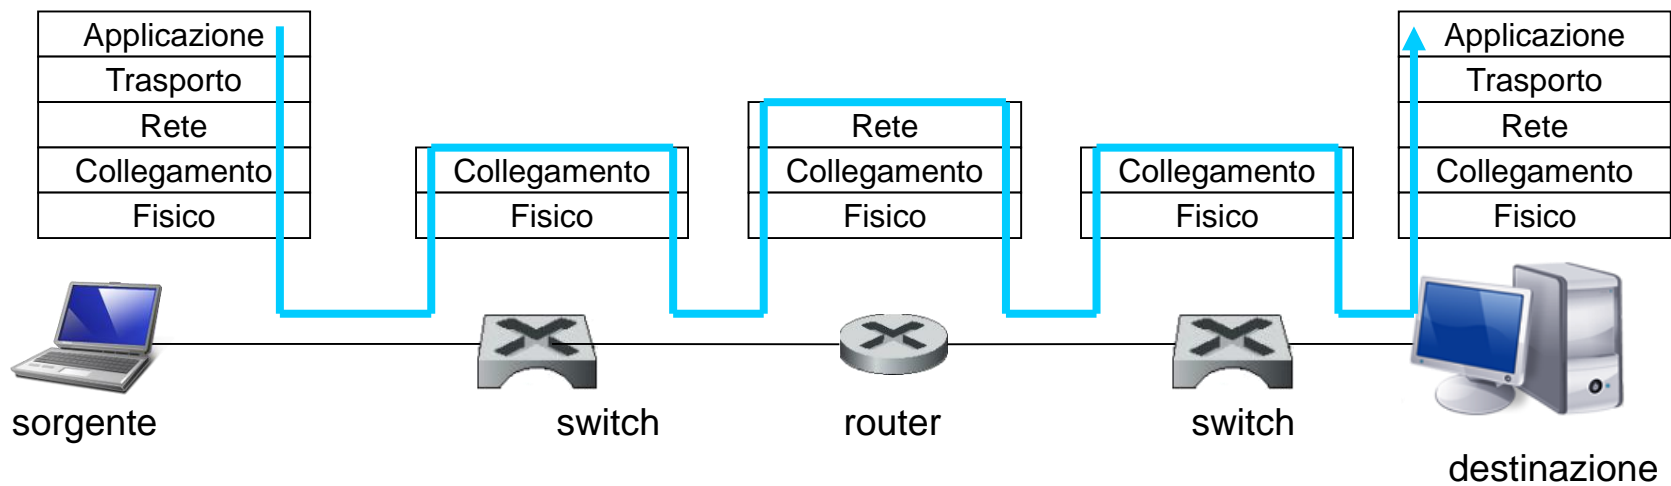 Applicazione
Trasporto
Rete
Collegamento
Fisico
Collegamento
Fisico
Rete
Collegamento
Fisico
Collegamento
Fisico
Applicazione
Trasporto
Rete
Collegamento
Fisico
sorgente
switch
router
switch
destinazione